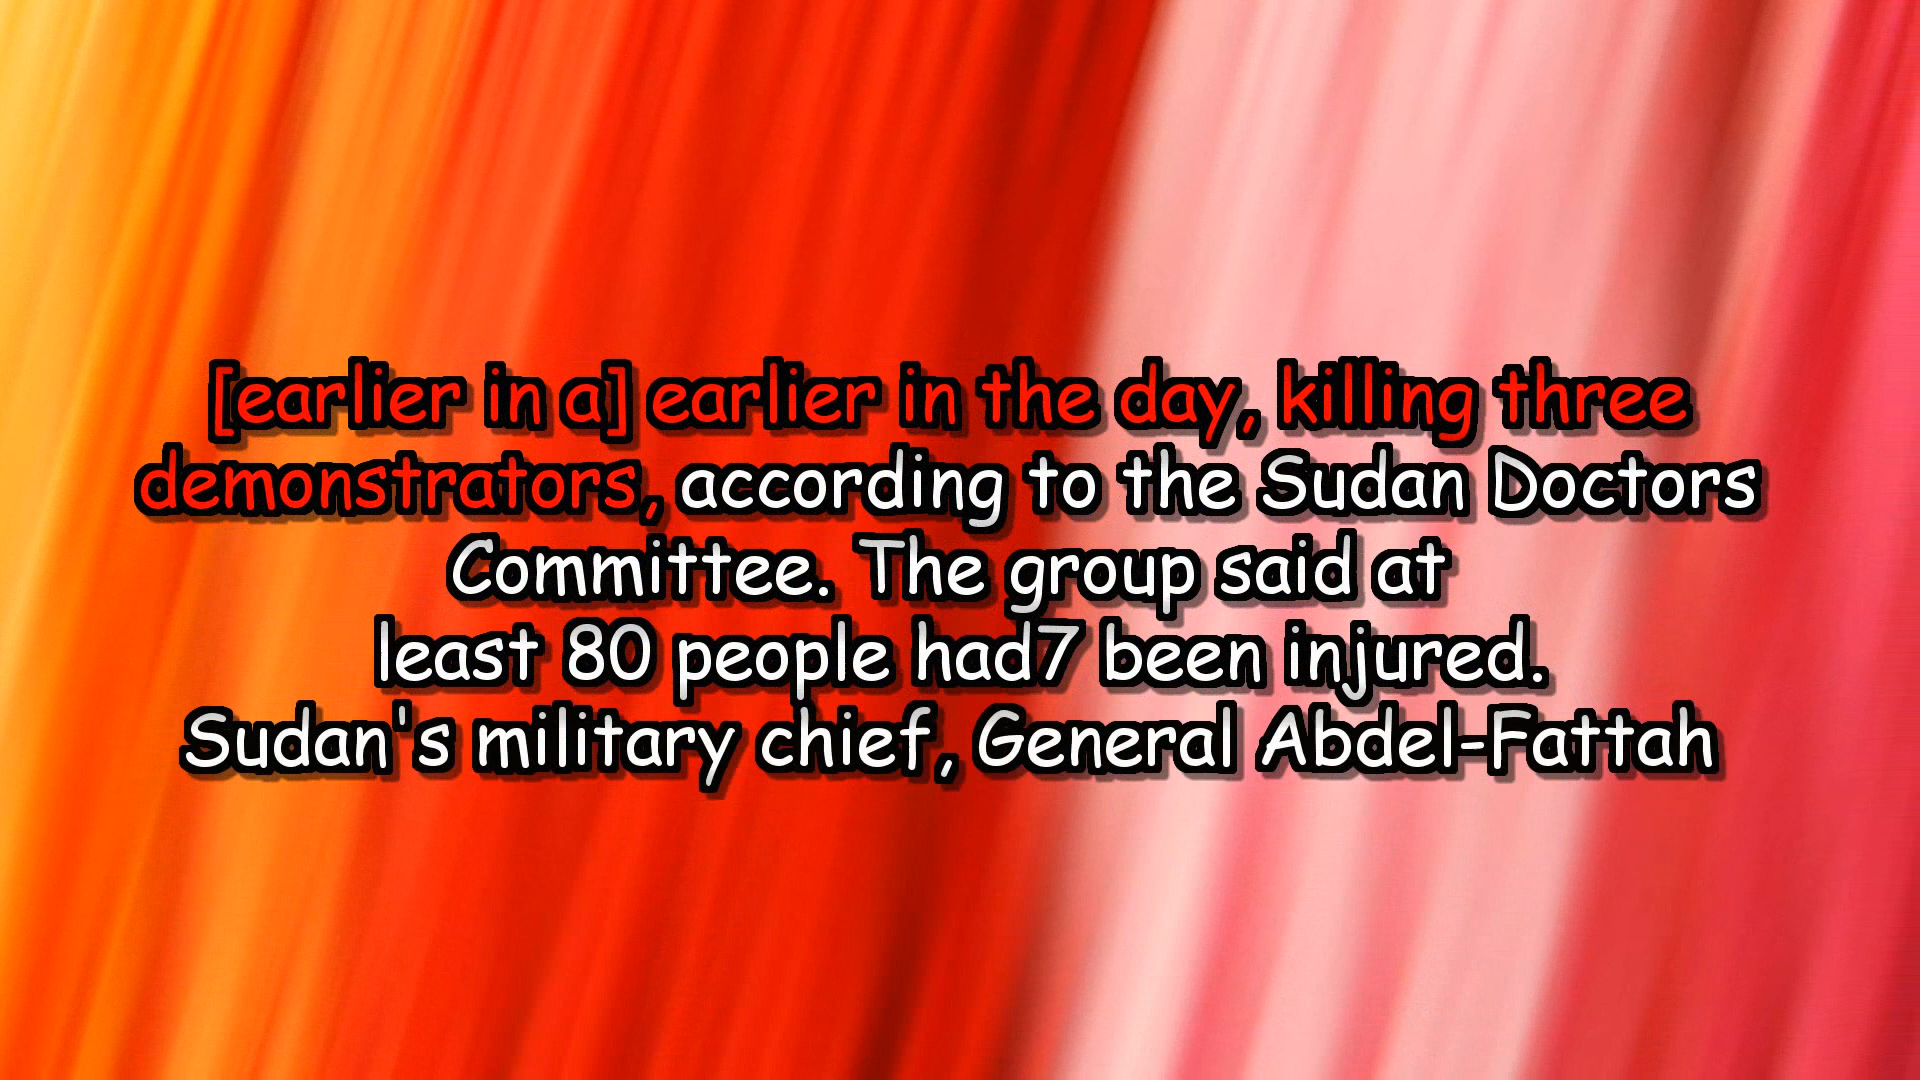 [earlier in a] earlier in the day, killing three
demonstrators, according to the Sudan Doctors
Committee. The group said at
least 80 people had7 been injured.
Sudan's military chief, General Abdel-Fattah